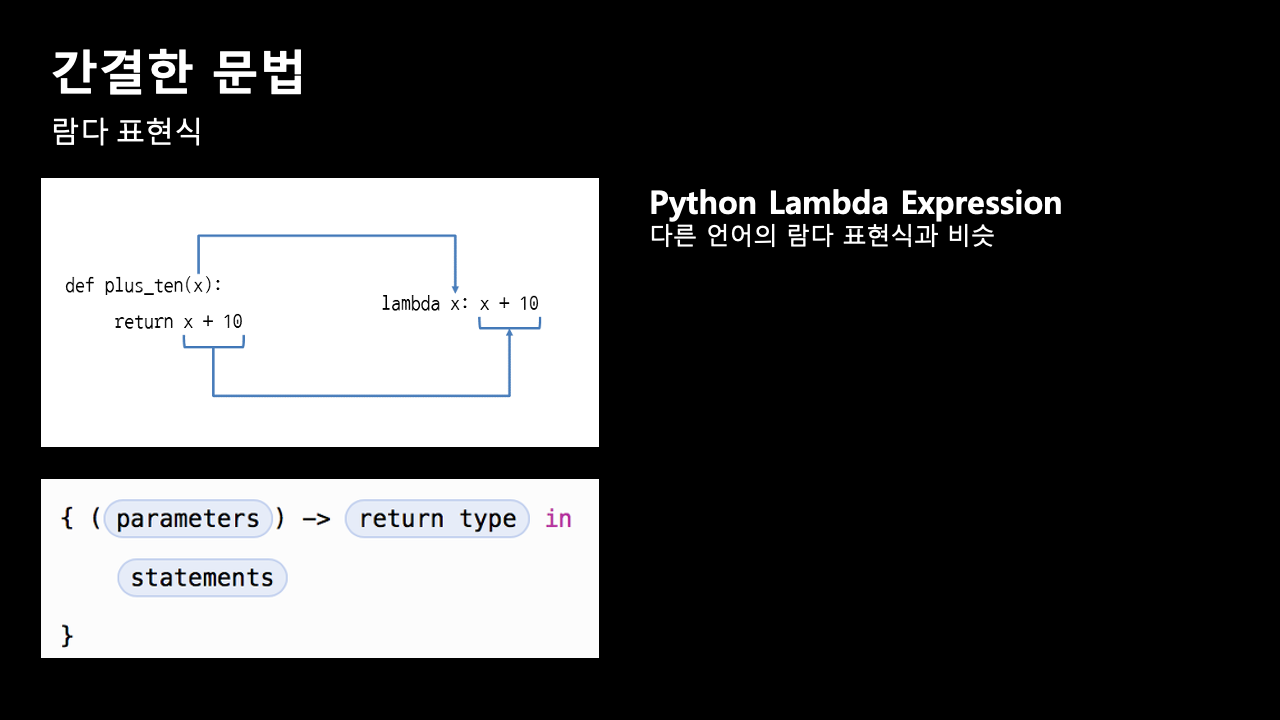 간결한 문법
람다 표현식
def plus_ten(x):
return x + 10
lambda x: x + 10
{ (parameters) -> return type in
statements
}
Python Lambda Expression
다른 언어의 람다 표현식과 비슷